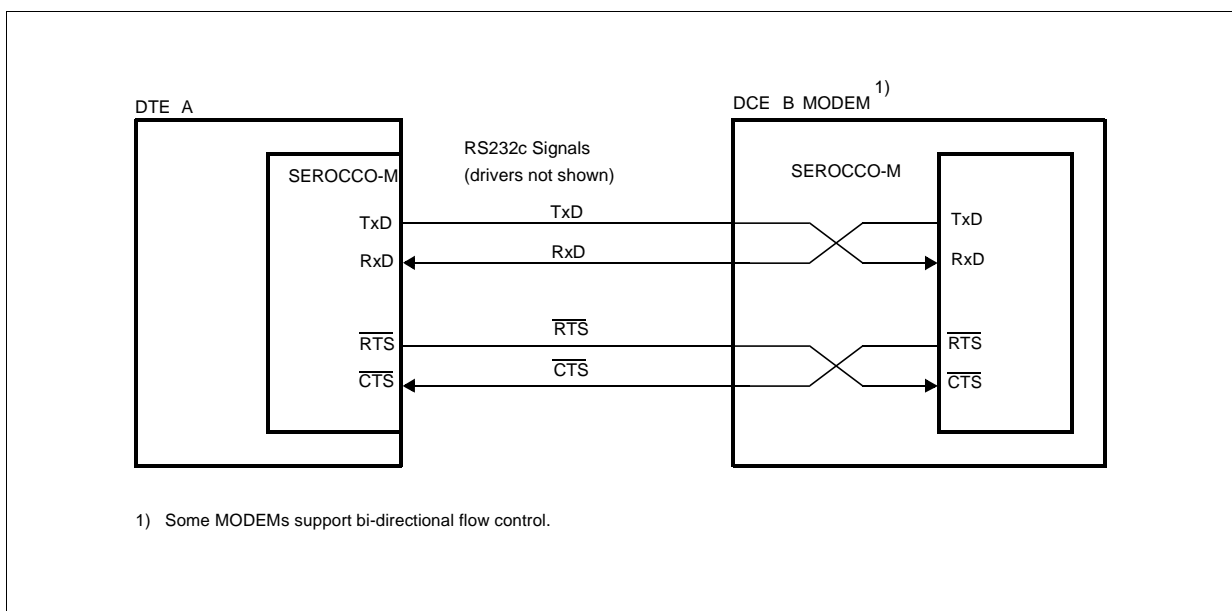 DTE A
DCE B MODEM 1)
RS232c Signals
(drivers not shown)
SEROCCO-M
SEROCCO-M
TxD
TxD
TxD
RxD
RxD
RxD
RTS
RTS
RTS
CTS
CTS
CTS
1) Some MODEMs support bi-directional flow control.